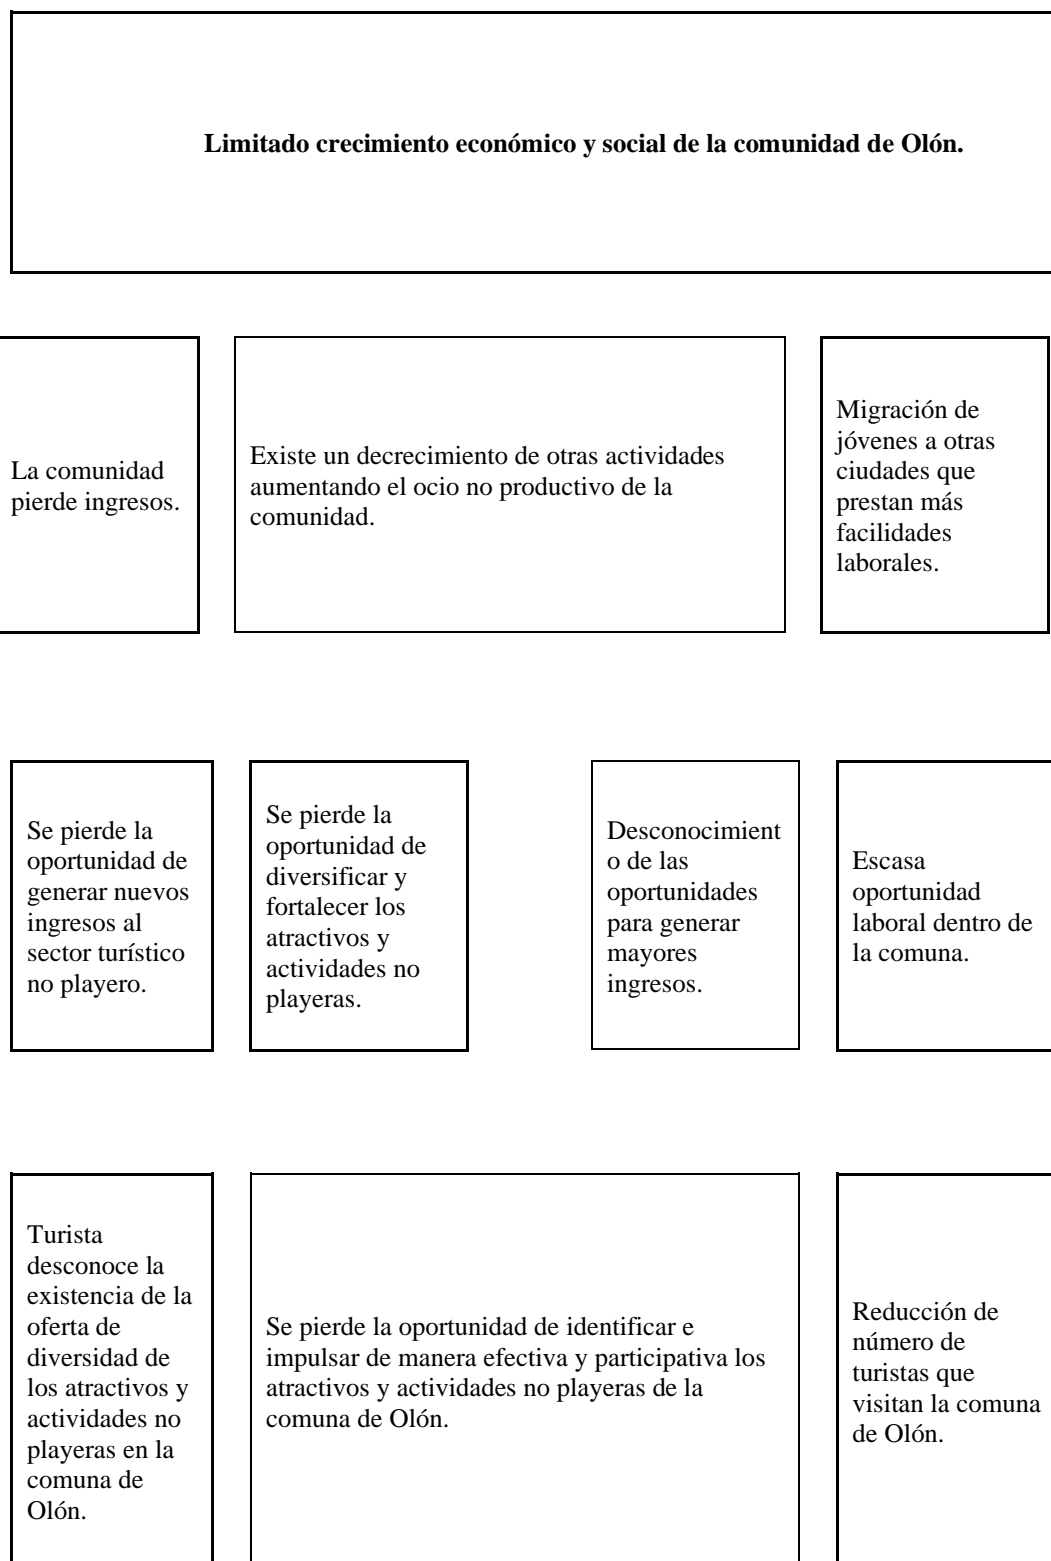 Limitado crecimiento económico y social de la comunidad de Olón.
La comunidad
pierde ingresos.
Existe un decrecimiento de otras actividades
aumentando el ocio no productivo de la
comunidad.
Migración de
jóvenes a otras
ciudades que
prestan más
facilidades
laborales.
Se pierde la
oportunidad de
generar nuevos
ingresos al
sector turístico
no playero.
Se pierde la
oportunidad de
diversificar y
fortalecer los
atractivos y
actividades no
playeras.
Desconocimient
o de las
oportunidades
para generar
mayores
ingresos.
Escasa
oportunidad
laboral dentro de
la comuna.
Turista
desconoce la
existencia de la
oferta de
diversidad de
los atractivos y
actividades no
playeras en la
comuna de
Olón.
Se pierde la oportunidad de identificar e
impulsar de manera efectiva y participativa los
atractivos y actividades no playeras de la
comuna de Olón.
Reducción de
número de
turistas que
visitan la comuna
de Olón.